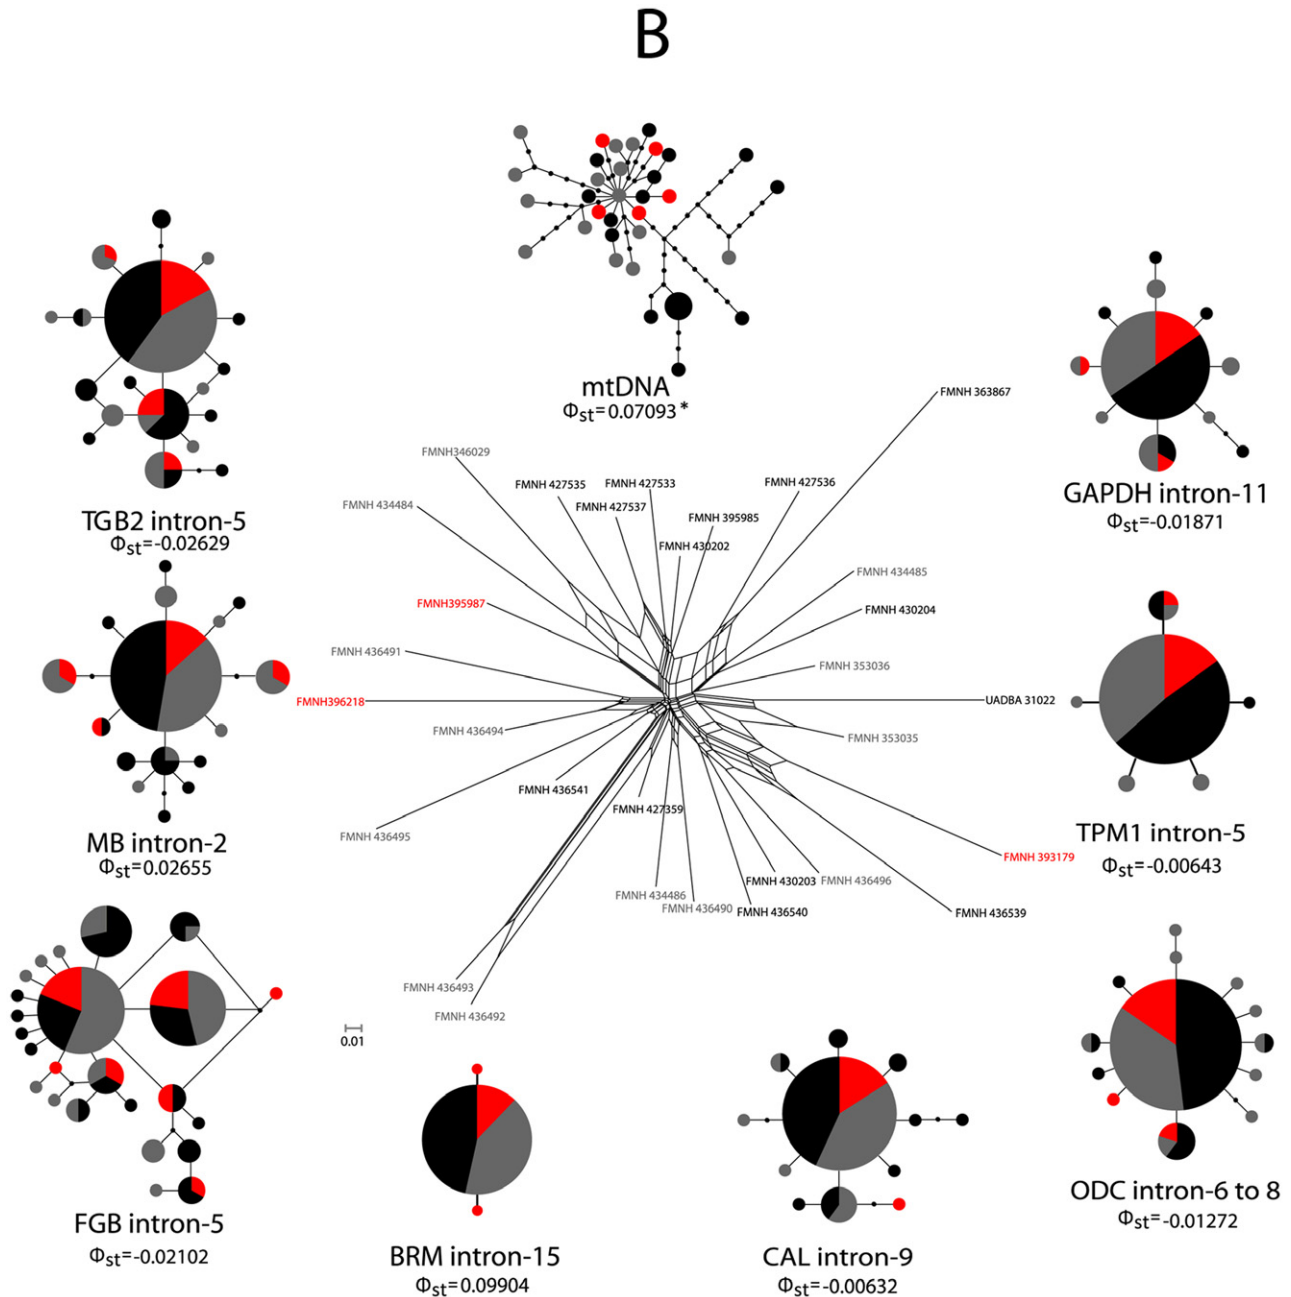 B
mtDNA
Φst=0.07093*
FMNH 363867
FMNH346029
FMNH 427535
FMNH 427533
FMNH 427536
FMNH 434484
FMNH 427537
FMNH 395985
FMNH 430202
TGB2 intron-5
Φst=-0.02629
GAPDH intron-11
Φst=-0.01871
FMNH 434485
FMNH395987
FMNH 430204
FMNH 436491
FMNH 353036
FMNH396218
UADBA 31022
FMNH 436494
FMNH 353035
FMNH 436541
FMNH 427359
FMNH 436495
MB intron-2
Φst=0.02655
TPM1 intron-5
Φst=-0.00643
FMNH 393179
FMNH 430203
FMNH 436496
FMNH 434486
FMNH 436490
FMNH 436540
FMNH 436539
FMNH 436493
FMNH 436492
0.01
FGB intron-5
Φst=-0.02102
BRM intron-15
Φst=0.09904
CAL intron-9
Φst=-0.00632
ODC intron-6 to 8
Φst=-0.01272